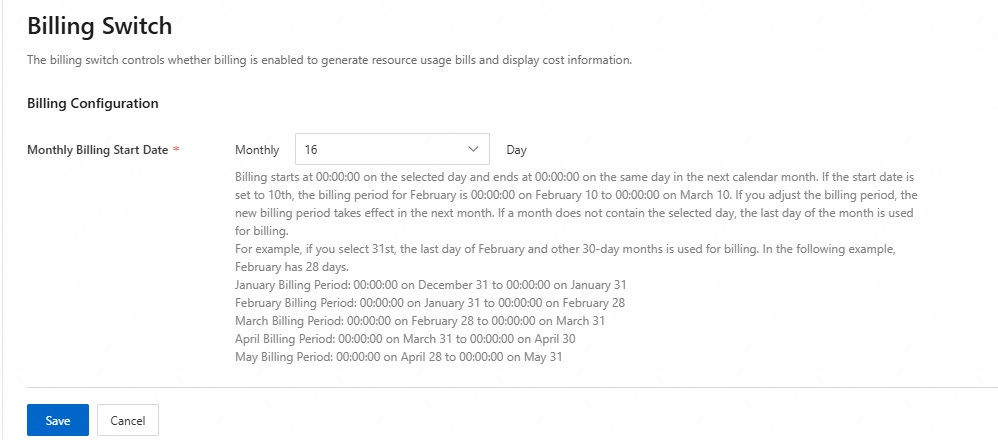 Billing Switch
The billing switch controls whether billing is enabled to generate resource usage bills and display cost information.
Billing Configuration
Monthly Billing Start Date * Monthly 16 Day
Billing starts at 00:00:00 on the selected day and ends at 00:00:00 on the same day in the next calendar month. If the start date is
set to 10th, the billing period for February is 00:00:00 on February 10 to 00:00:00 on March 10. If you adjust the billing period, the
new billing period takes effect in the next month. If a month does not contain the selected day, the last day of the month is used
for billing.
For example, if you select 31st, the last day of February and other 30-day months is used for billing. In the following example,
February has 28 days.
January Billing Period: 00:00:00 on December 31 to 00:00:00 on January 31
February Billing Period: 00:00:00 on January 31 to 00:00:00 on February 28
March Billing Period: 00:00:00 on February 28 to 00:00:00 on March 31
April Billing Period: 00:00:00 on March 31 to 00:00:00 on April 30
May Billing Period: 00:00:00 on April 28 to 00:00:00 on May 31
Save Cancel